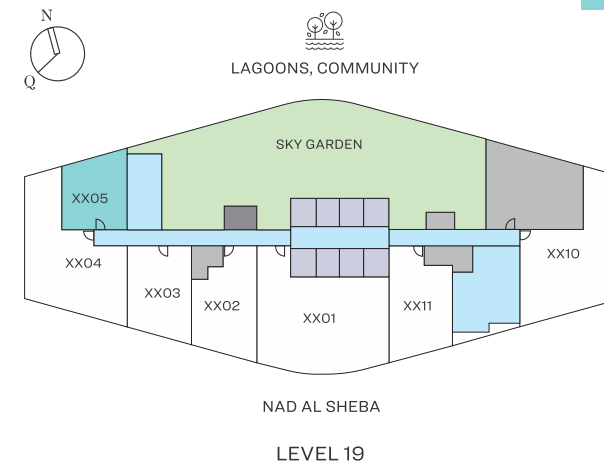 N
Q
LAGOONS, COMMUNITY
SKY GARDEN
XX05
XX04
XX10
XX03
XX02
XX01
XX11
NAD AL SHEBA
LEVEL 19